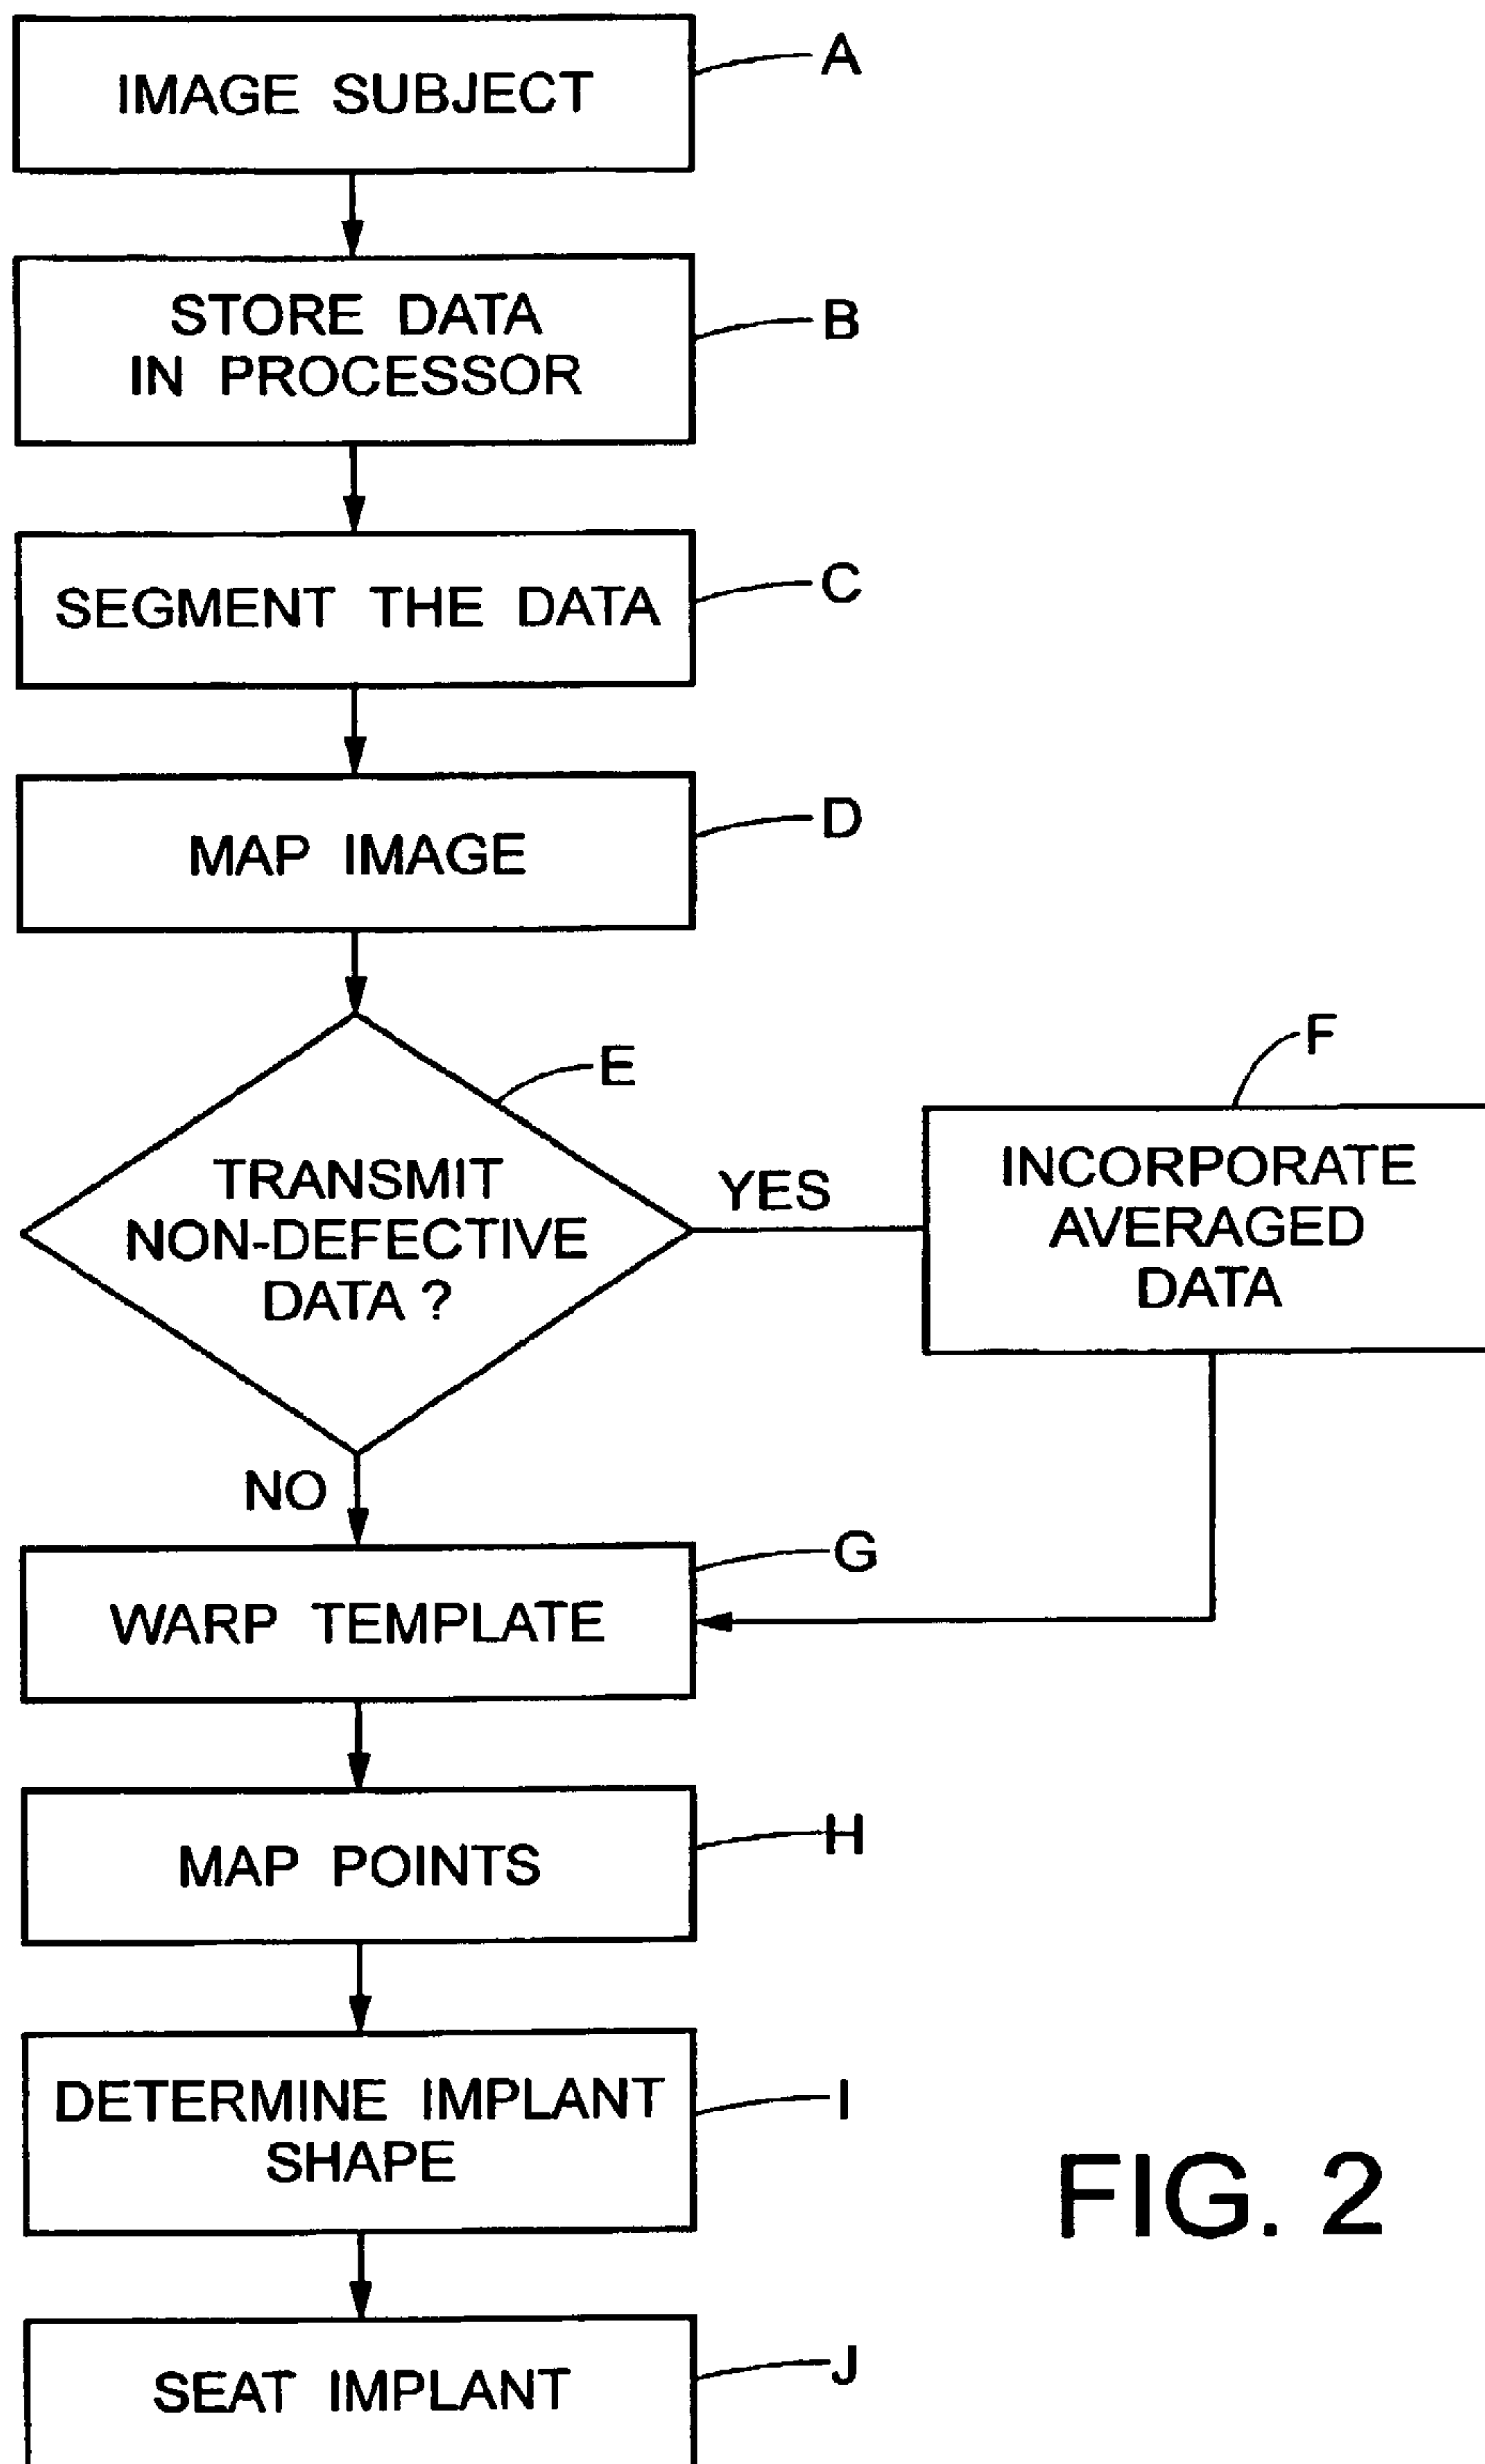 IMAGE SUBJECT
A
STORE DATA
IN PROCESSOR
B
SEGMENT THE DATA
C
MAP IMAGE
D
E
TRANSMIT
NON-DEFECTIVE
DATA ?
YES
F
INCORPORATE
AVERAGED
DATA
NO
WARP TEMPLATE
G
MAP POINTS
H
DETERMINE IMPLANT
SHAPE
I
SEAT IMPLANT
J
FIG. 2